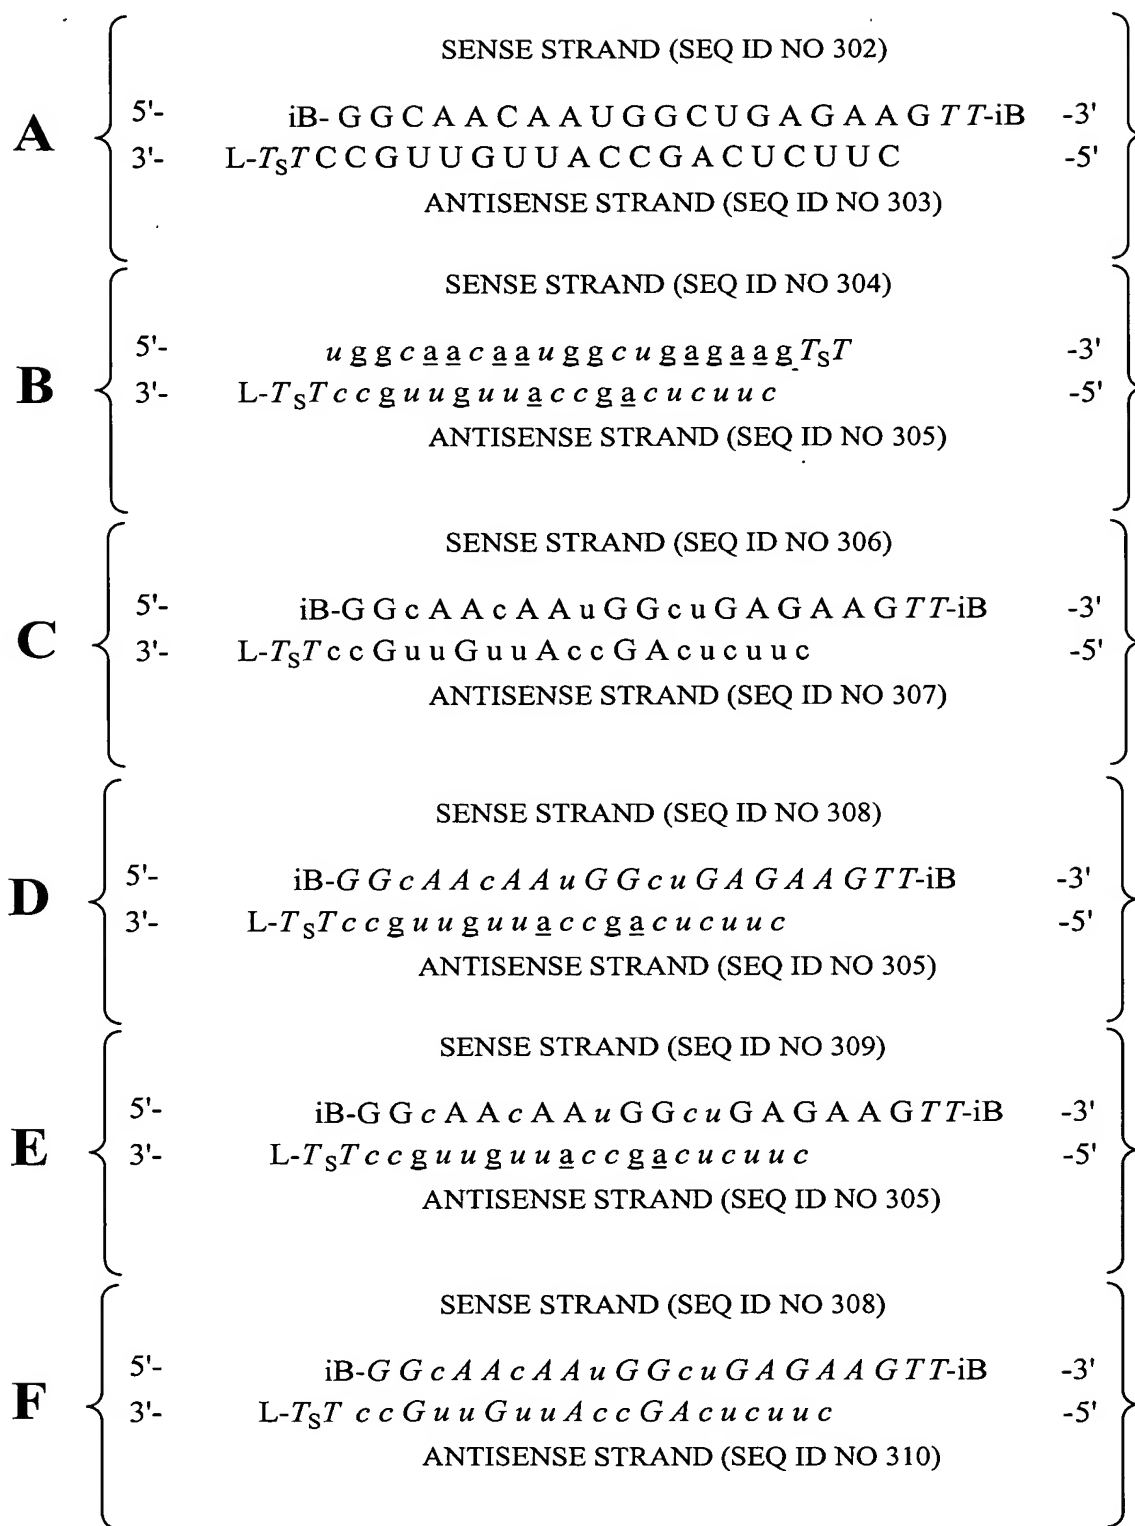 SENSE STRAND (SEQ ID NO 302)
A
5'- iB- G G C A A C A A U G G C U G A G A A G T T-iB -3'
3'- L-TSTC C G U U G U U A C C G A C U C U U C -5'
ANTISENSE STRAND (SEQ ID NO 303)
SENSE STRAND (SEQ ID NO 304)
B
5'- u g g c a a c a a u g g c u g a g a a g TST -3'
3'- L-TSTc c g u u g u u a c c g a c u c u u c -5'
ANTISENSE STRAND (SEQ ID NO 305)
SENSE STRAND (SEQ ID NO 306)
C
5'- iB-G G c A A c A A u G G c u G A G A A G T T-iB -3'
3'- L-TSTc c G u u G u u A c c G A c u c u u c -5'
ANTISENSE STRAND (SEQ ID NO 307)
SENSE STRAND (SEQ ID NO 308)
D
5'- iB-G G c A A c A A u G G c u G A G A A G T T-iB -3'
3'- L-TSTc c g u u g u u a c c g a c u c u u c -5'
ANTISENSE STRAND (SEQ ID NO 305)
SENSE STRAND (SEQ ID NO 309)
E
5'- iB-G G c A A c A A u G G c u G A G A A G T T-iB -3'
3'- L-TSTc c g u u g u u a c c g a c u c u u c -5'
ANTISENSE STRAND (SEQ ID NO 305)
SENSE STRAND (SEQ ID NO 308)
F
5'- iB-G G c A A c A A u G G c u G A G A A G T T-iB -3'
3'- L-TST c c G u u G u u A c c G A c u c u u c -5'
ANTISENSE STRAND (SEQ ID NO 310)